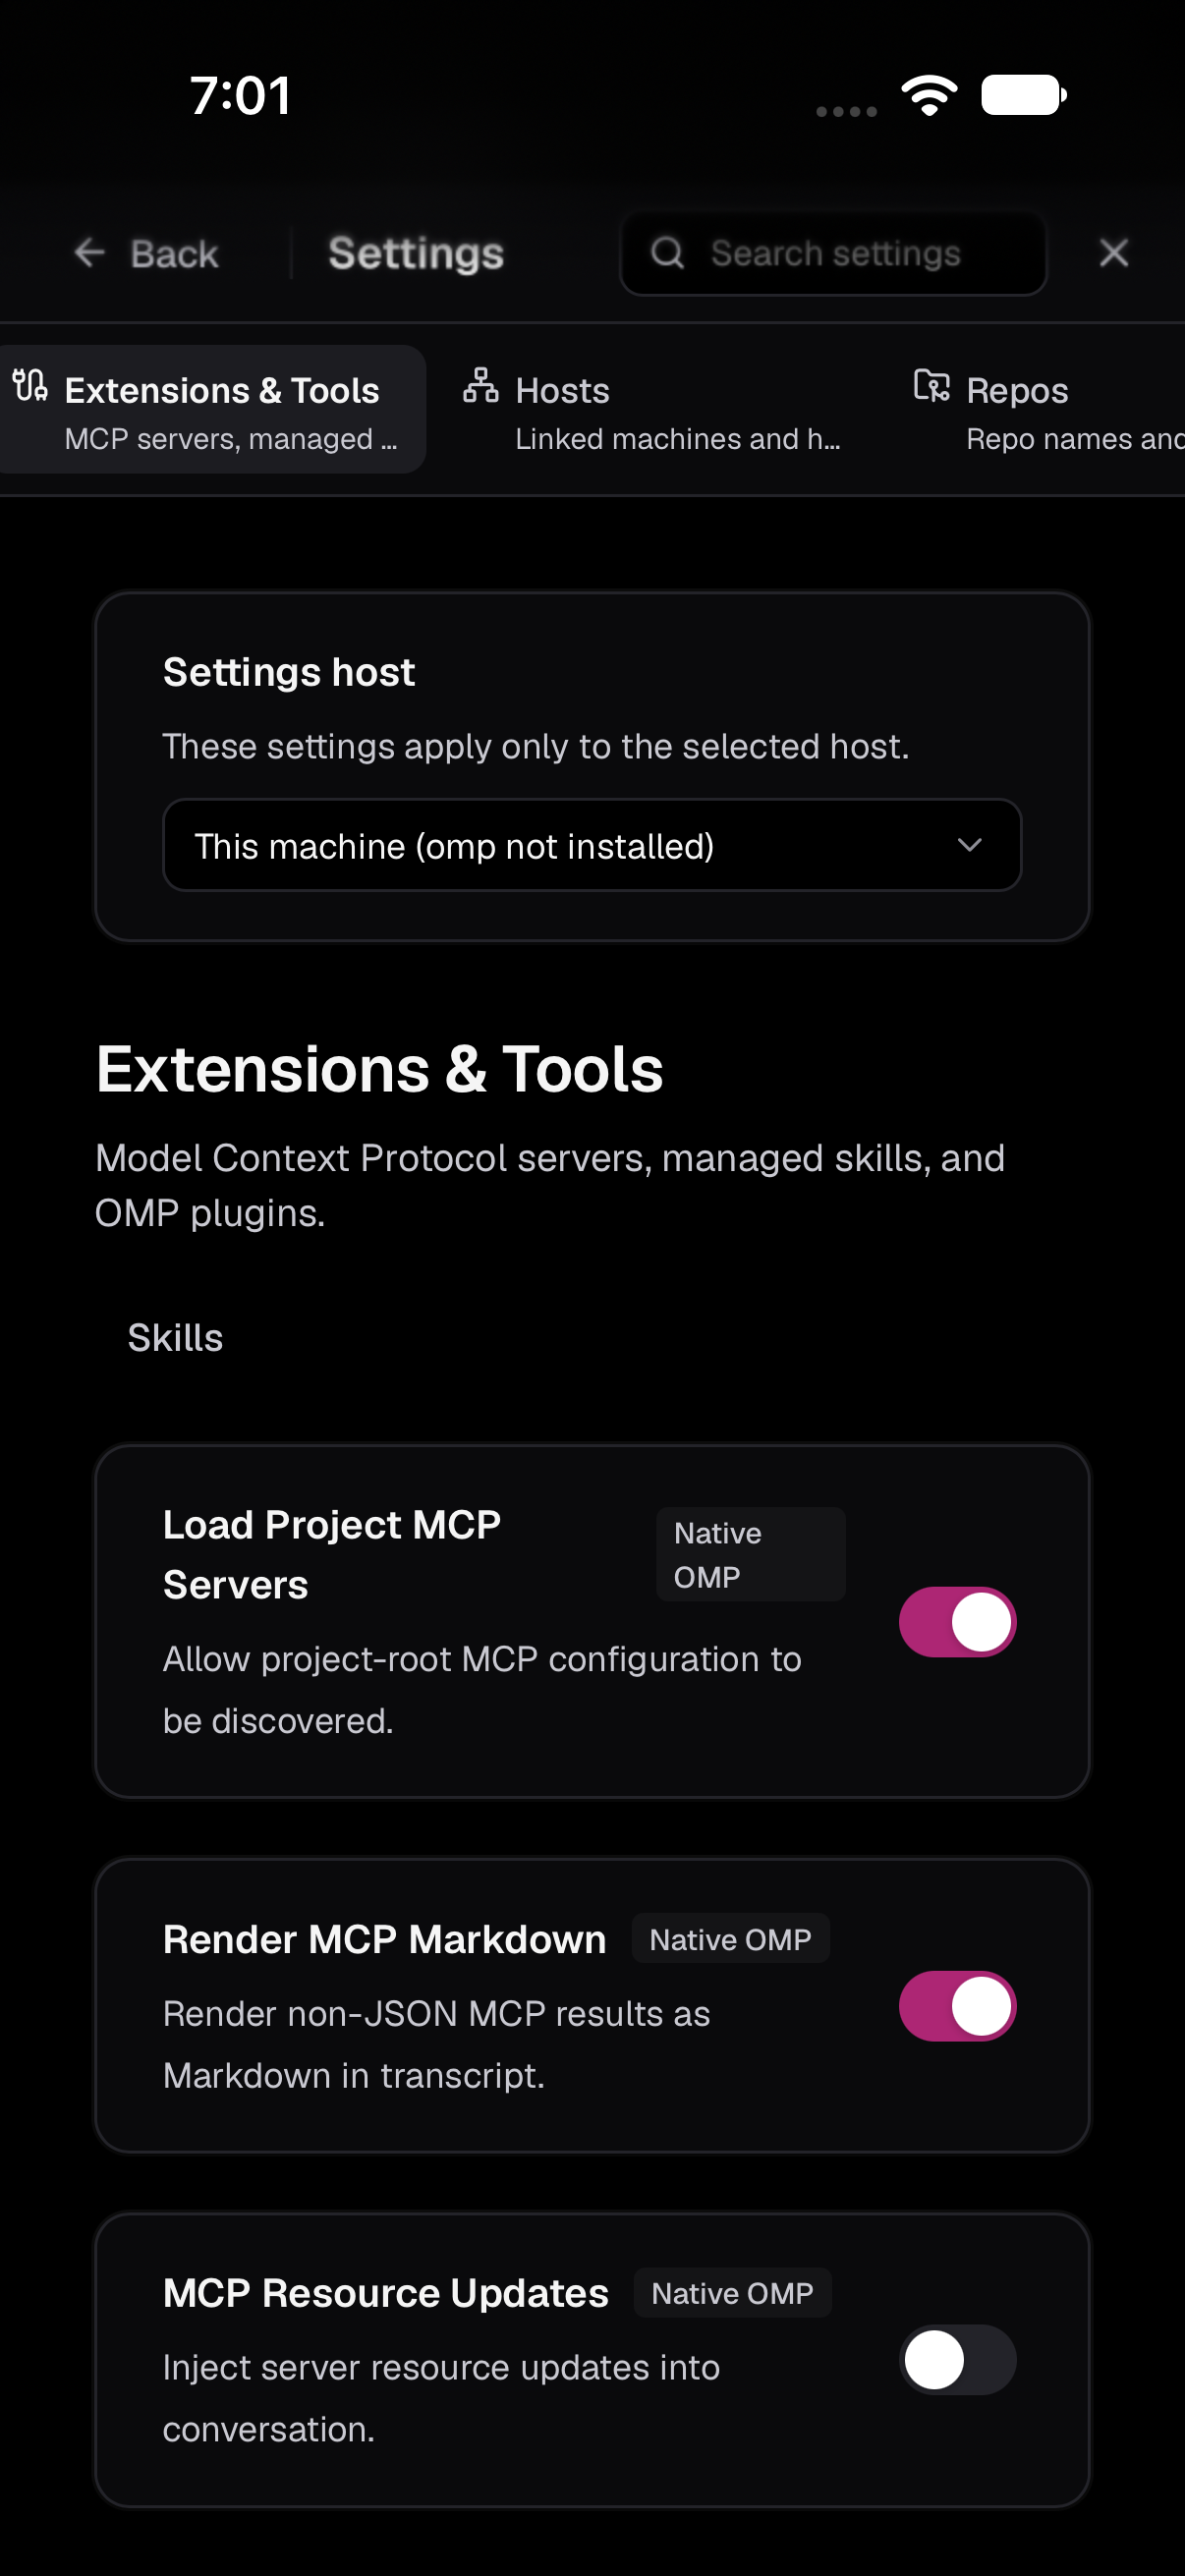 7:01
Back
Settings
Search settings
Extensions & Tools
MCP servers, managed ...
Hosts
Linked machines and h...
Repos
Repo names and
Settings host
These settings apply only to the selected host.
This machine (omp not installed)
Extensions & Tools
Model Context Protocol servers, managed skills, and
OMP plugins.
Skills
Load Project MCP
Servers
Native
OMP
Allow project-root MCP configuration to
be discovered.
Render MCP Markdown
Native OMP
Render non-JSON MCP results as
Markdown in transcript.
MCP Resource Updates
Native OMP
Inject server resource updates into
conversation.